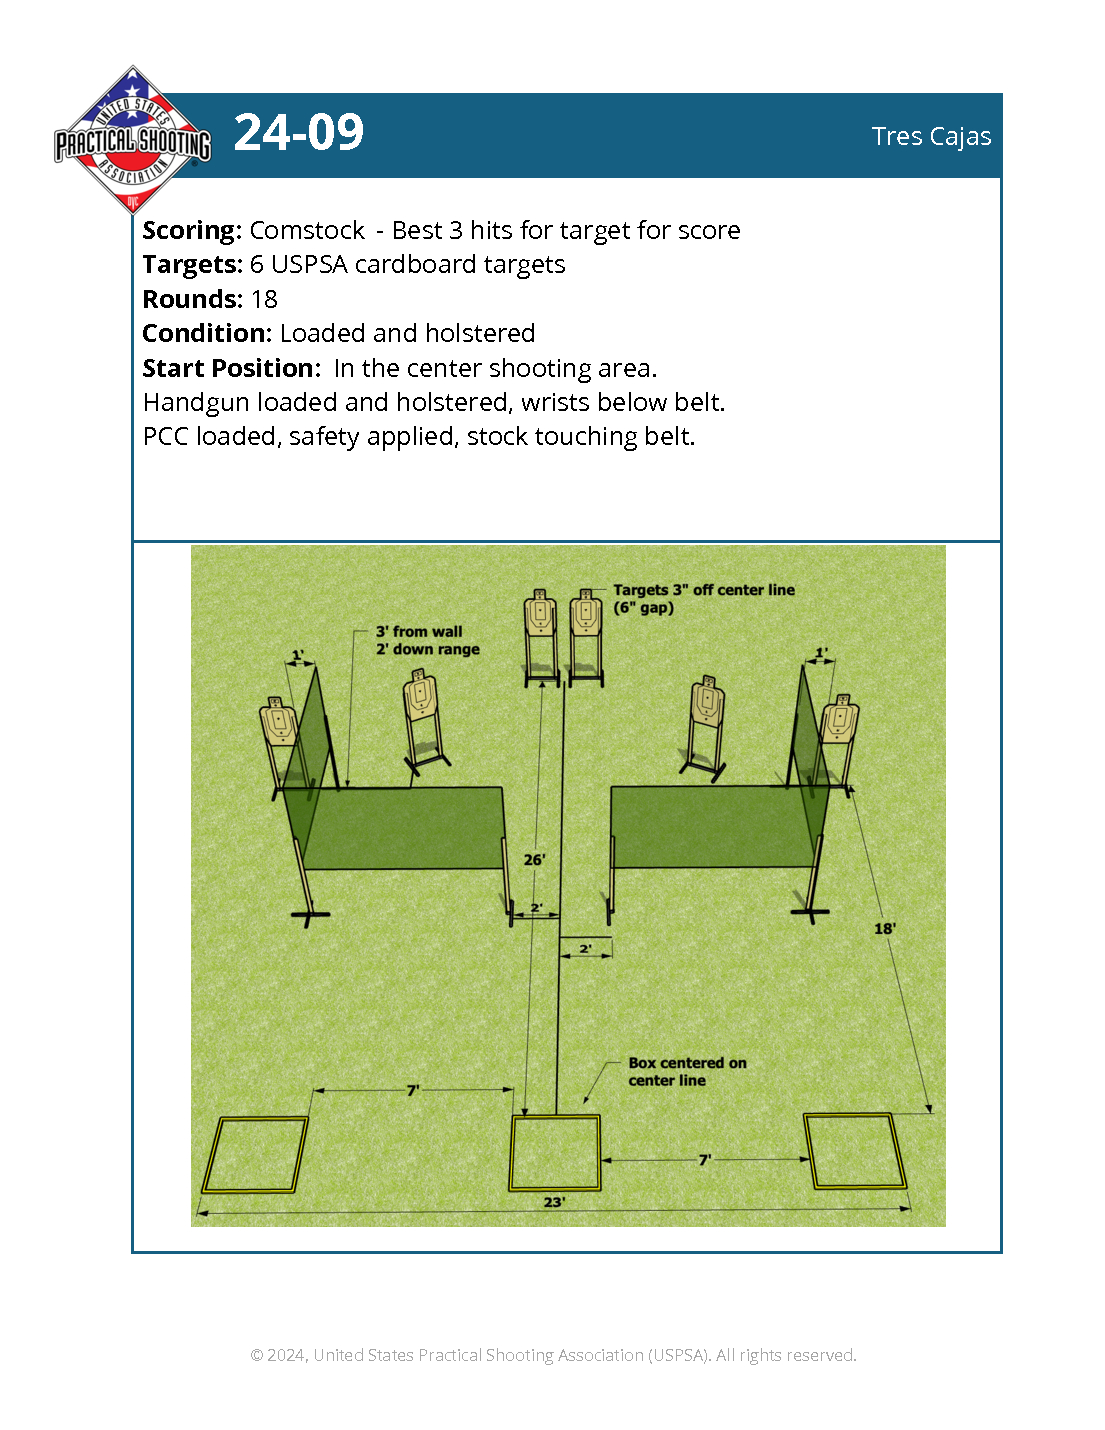 UNITED STATES
PRACTICAL SHOOTING
ASSOCIATION
DVC
24-09
Tres Cajas
Scoring: Comstock - Best 3 hits for target for score
Targets: 6 USPSA cardboard targets
Rounds: 18
Condition: Loaded and holstered
Start Position: In the center shooting area.
Handgun loaded and holstered, wrists below belt.
PCC loaded, safety applied, stock touching belt.
Targets 3" off center line
(6" gap)
3' from wall
2' down range
1'
1'
26'
2'
2'
18'
Box centered on
center line
7'
7'
23'
© 2024, United States Practical Shooting Association (USPSA). All rights reserved.